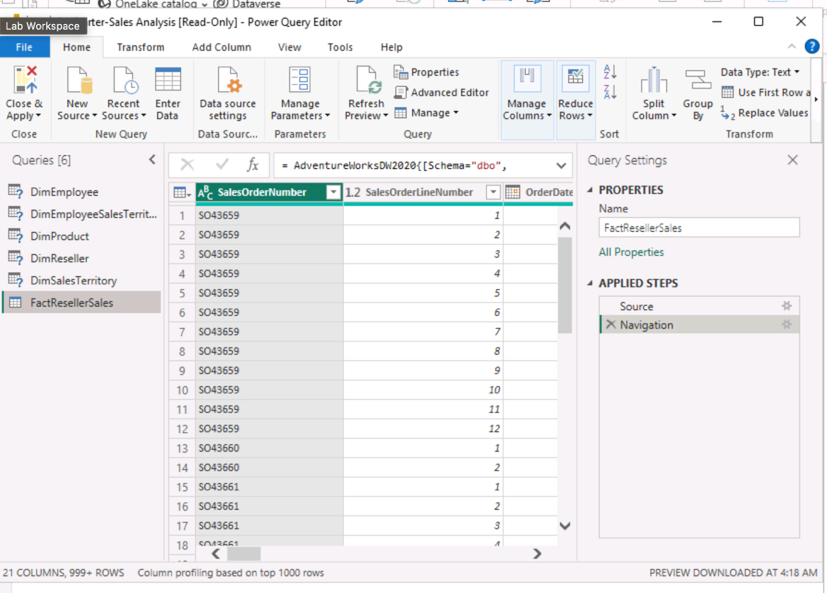 OneLake catalog Dataverse
Lab Workspace
rter-Sales Analysis [Read-Only] - Power Query Editor
File Home Transform Add Column View Tools Help
Close & Apply
New Source
Recent Sources
Enter Data
Data source settings
Manage Parameters
Refresh Preview
Properties
Advanced Editor
Manage
Manage Columns
Reduce Rows
Split Column
Group By
Data Type: Text
Use First Row a
Replace Values
Close New Query Data Sourc... Parameters Query Sort Transform
Queries [6]
DimEmployee
DimEmployeeSalesTerrit...
DimProduct
DimReseller
DimSalesTerritory
FactResellerSales
fx = AdventureWorksDW2020{[Schema="dbo",
ABC SalesOrderNumber 1.2 SalesOrderLineNumber OrderDate
1 SO43659 1
2 SO43659 2
3 SO43659 3
4 SO43659 4
5 SO43659 5
6 SO43659 6
7 SO43659 7
8 SO43659 8
9 SO43659 9
10 SO43659 10
11 SO43659 11
12 SO43659 12
13 SO43660 1
14 SO43660 2
15 SO43661 1
16 SO43661 2
17 SO43661 3
18 SO43661 4
Query Settings
PROPERTIES
Name
FactResellerSales
All Properties
APPLIED STEPS
Source
Navigation
21 COLUMNS, 999+ ROWS Column profiling based on top 1000 rows PREVIEW DOWNLOADED AT 4:18 AM